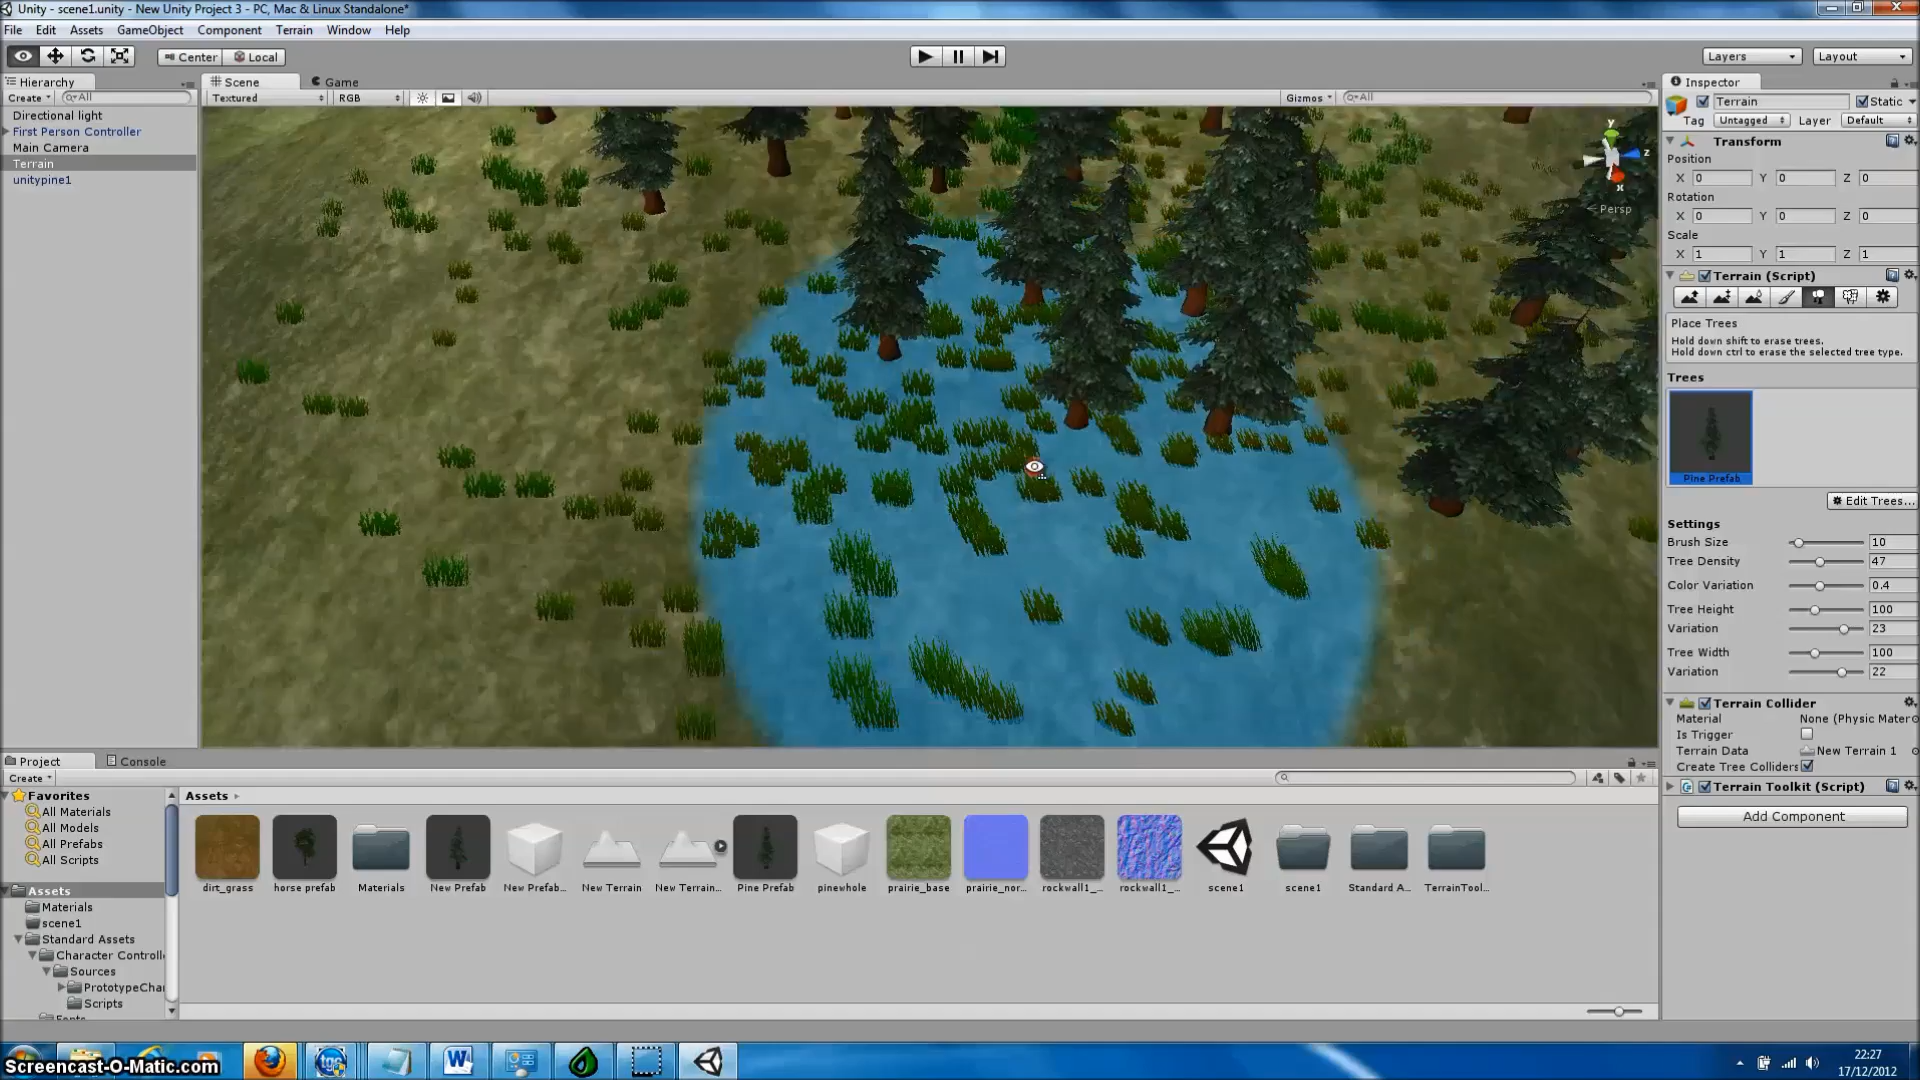 Unity - scene1.unity - New Unity Project 3 - PC, Mac & Linux Standalone*
File Edit Assets GameObject Component Terrain Window Help
Center Local Layers Layout
Hierarchy
Create All
Directional light
First Person Controller
Main Camera
Terrain
unitypine1
Scene Game
Textured RGB Gizmos All
y
z
x
Persp
Inspector
Terrain Static
Tag Untagged Layer Default
Transform
Position
X 0 Y 0 Z 0
Rotation
X 0 Y 0 Z 0
Scale
X 1 Y 1 Z 1
Terrain (Script)
Place Trees
Hold down shift to erase trees.
Hold down ctrl to erase the selected tree type.
Trees
Pine Prefab
Edit Trees...
Settings
Brush Size 10
Tree Density 47
Color Variation 0.4
Tree Height 100
Variation 23
Tree Width 100
Variation 22
Terrain Collider
Material None (Physic Mater
Is Trigger
Terrain Data New Terrain 1
Create Tree Colliders
Terrain Toolkit (Script)
Add Component
Project Console
Create
Favorites
All Materials
All Models
All Prefabs
All Scripts
Assets
Materials
scene1
Standard Assets
Character Controll
Sources
PrototypeCha
Scripts
Assets
dirt_grass horse prefab Materials New Prefab New Prefab... New Terrain New Terrain... Pine Prefab pinewhole prairie_base prairie_nor... rockwall1_... rockwall1_... scene1 scene1 Standard A... TerrainTool...
Screencast-O-Matic.com
tgc
W
22:27
17/12/2012